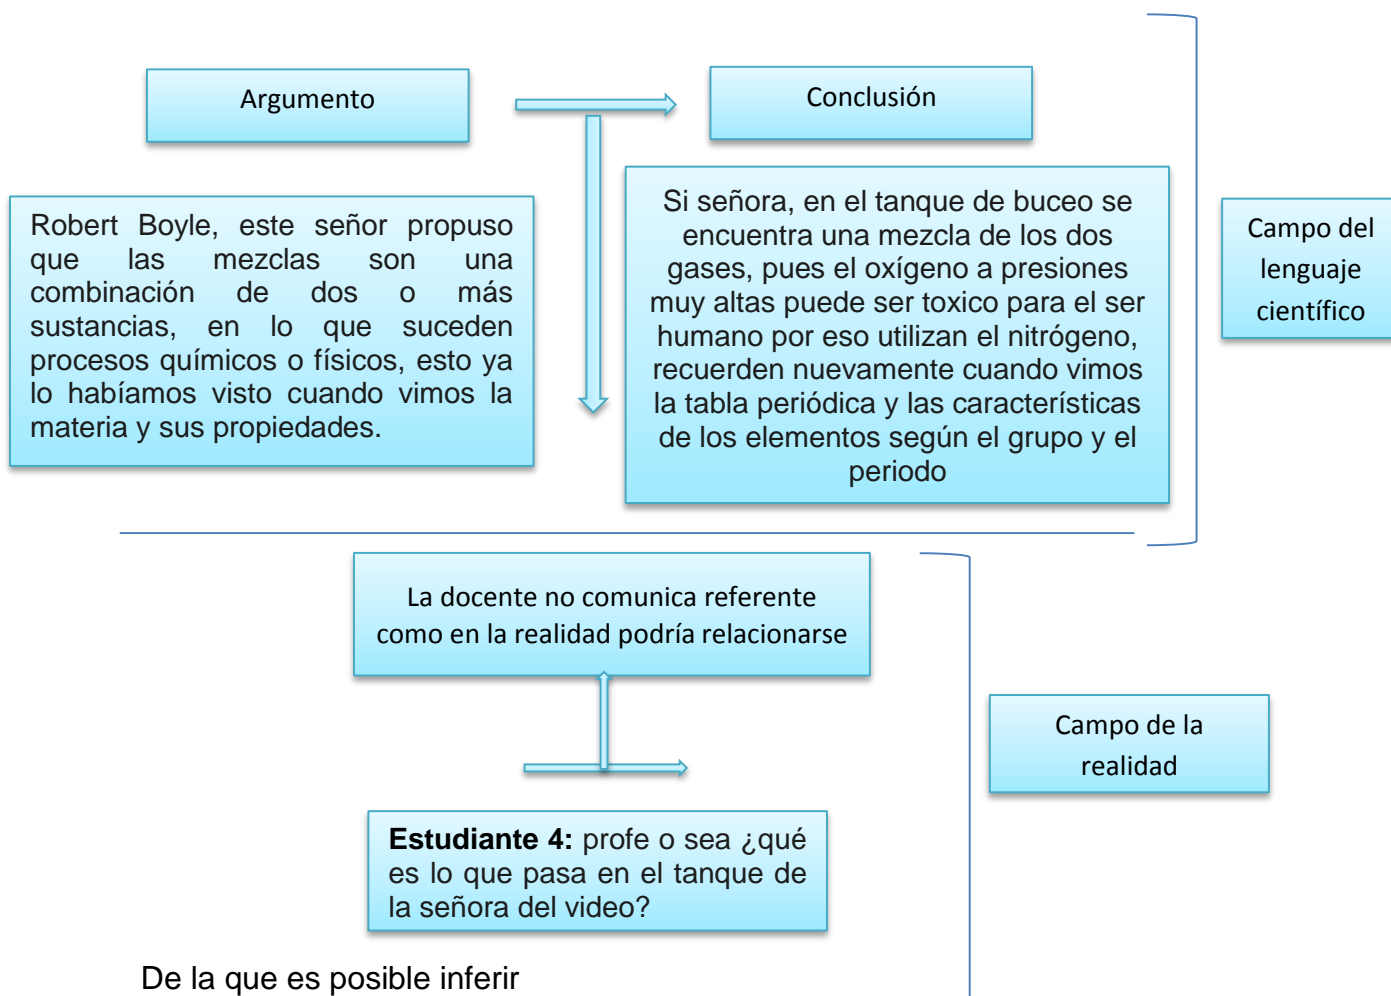 Argumento
Conclusión
Robert Boyle, este señor propuso
que las mezclas son una
combinación de dos o más
sustancias, en lo que suceden
procesos químicos o físicos, esto ya
lo habíamos visto cuando vimos la
materia y sus propiedades.
Si señora, en el tanque de buceo se
encuentra una mezcla de los dos
gases, pues el oxígeno a presiones
muy altas puede ser toxico para el ser
humano por eso utilizan el nitrógeno,
recuerden nuevamente cuando vimos
la tabla periódica y las características
de los elementos según el grupo y el
periodo
Campo del
lenguaje
científico
La docente no comunica referente
como en la realidad podría relacionarse
Campo de la
realidad
Estudiante 4: profe o sea ¿qué
es lo que pasa en el tanque de
la señora del video?
De la que es posible inferir